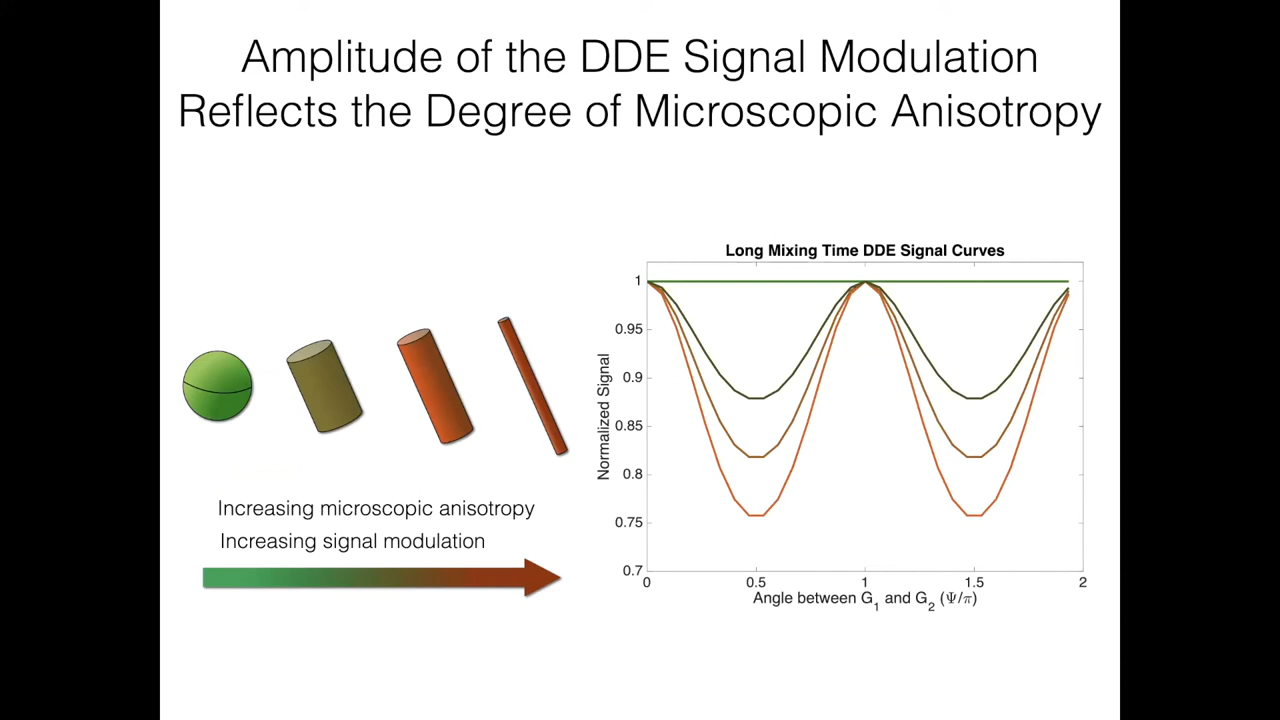 Amplitude of the DDE Signal Modulation
Reflects the Degree of Microscopic Anisotropy
Long Mixing Time DDE Signal Curves
1
0.95
0.9
0.85
0.8
0.75
0.7
Normalized Signal
0
0.5
1
1.5
2
Angle between G₁ and G₂ (Ψ/π)
Increasing microscopic anisotropy
Increasing signal modulation